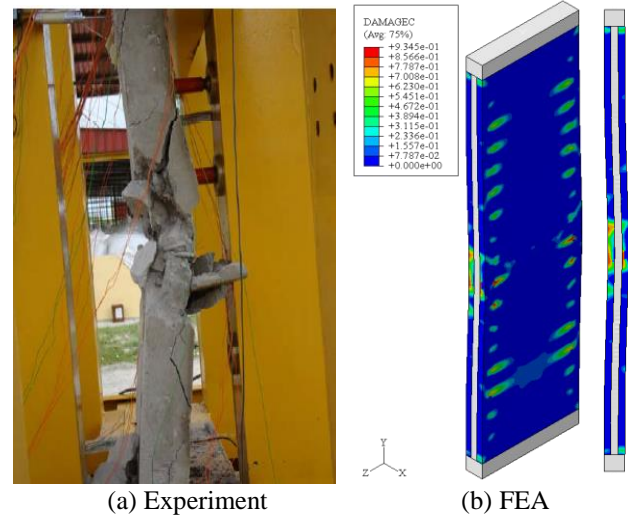 DAMAGEC
(Avg: 75%)
+9.345e-01
+8.566e-01
+7.787e-01
+7.008e-01
+6.230e-01
+5.451e-01
+4.672e-01
+3.894e-01
+3.115e-01
+2.336e-01
+1.557e-01
+7.787e-02
+0.000e+00
Y
Z
X
(a) Experiment
(b) FEA